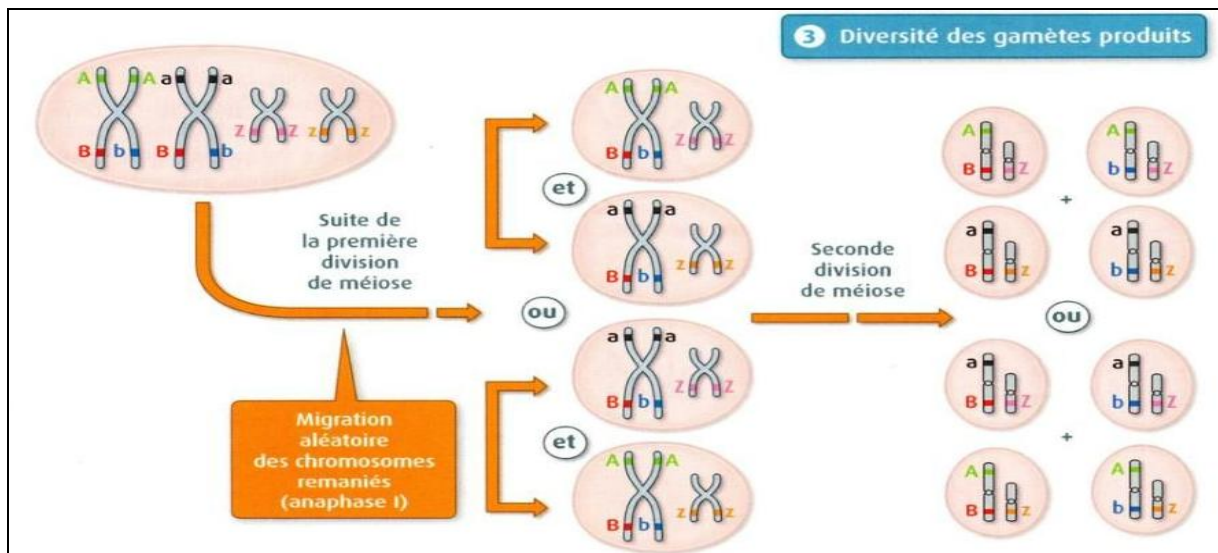 3 Diversité des gamètes produits
A A a a
Z Z z z
B b B b
Suite de
la première
division
de méiose
Migration
aléatoire
des chromosomes
remaniés
(anaphase I)
A A
Z Z
B b
et
a a
B b z z
ou
a a
Z Z
B b
et
A A
B b z z
Seconde
division
de méiose
A A
B Z b Z
+
a a
B z b z
ou
a a
B Z b Z
+
A A
B z b z